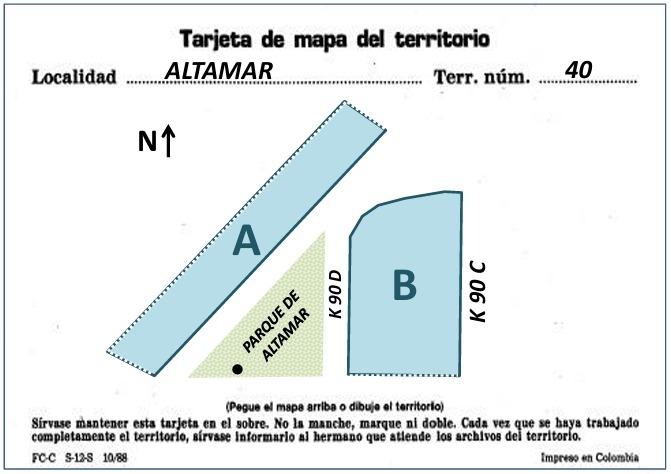 Tarjeta de mapa del territorio
Localidad ALTAMAR Terr. núm. 40
N
A
PARQUE DE
ALTAMAR
K 90 D
B
K 90 C
(Pegue el mapa arriba o dibuje el territorio)
Sírvase mantener esta tarjeta en el sobre. No la manche, marque ni doble. Cada vez que se haya trabajado
completamente el territorio, sírvase informarlo al hermano que atiende los archivos del territorio.
FC-C S-12-S 10/88 Impreso en Colombia